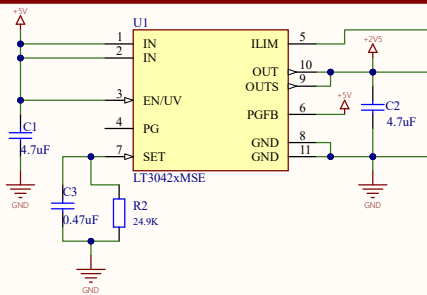 +5V
U1
1
IN
ILIM
5
2
IN
+2V5
OUT
10
OUTS
9
3
EN/UV
+5V
C1
4.7uF
4
PG
PGFB
6
C2
4.7uF
GND
8
7
SET
GND
11
LT3042xMSE
GND
GND
C3
0.47uF
R2
24.9K
GND